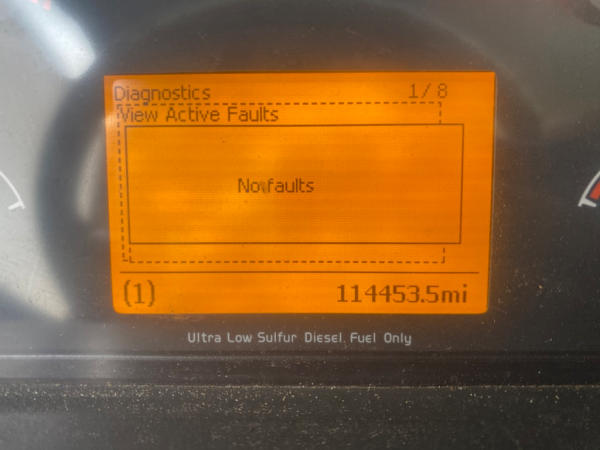 Diagnostics 1/8
View Active Faults
No faults
(1) 114453.5mi
Ultra Low Sulfur Diesel Fuel Only